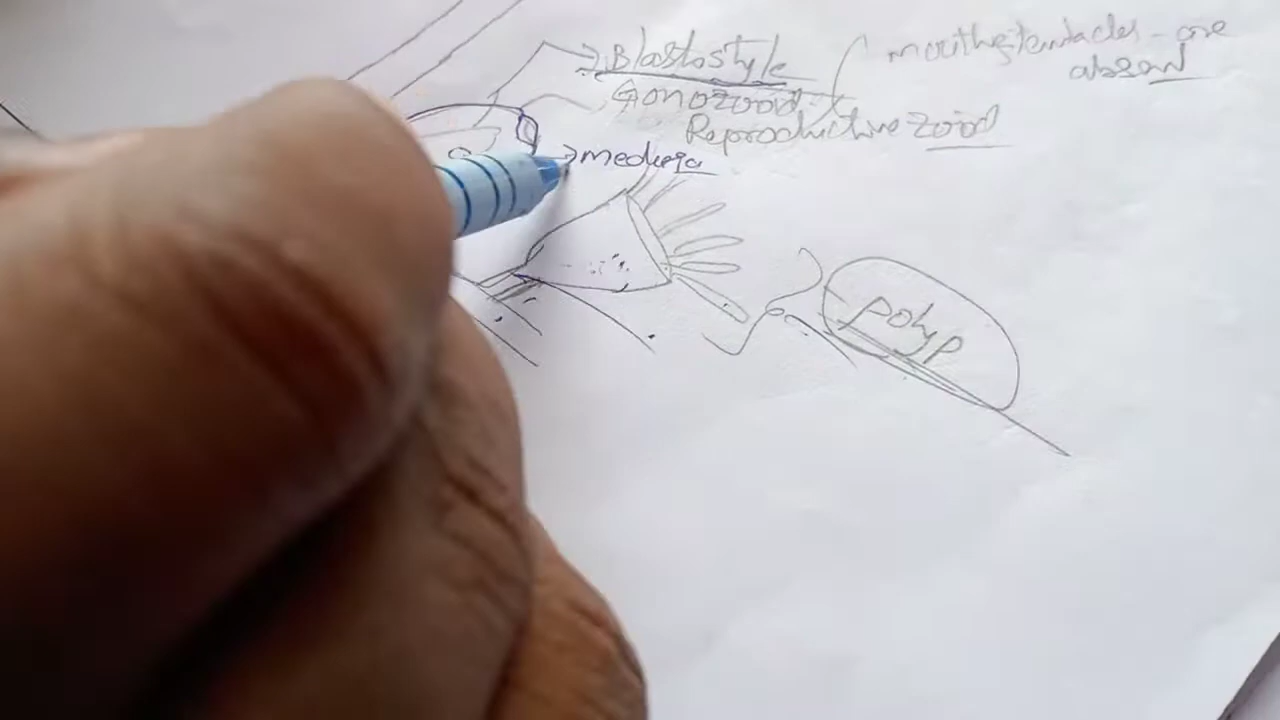 Blastostyle
mouth & tentacles - are
absent
Gonozooid
Reproductive zooid
medusa
polyp